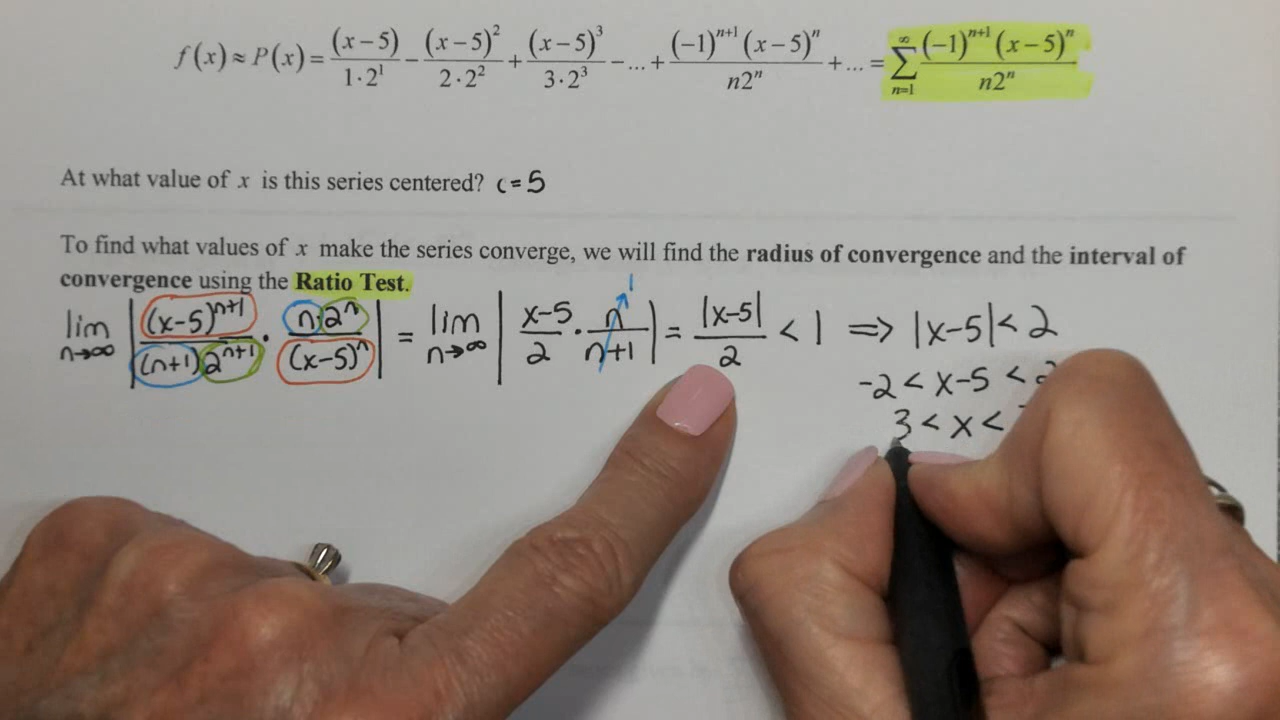 f(x) ≈ P(x) = (x−5)/(1·2¹) − (x−5)²/(2·2²) + (x−5)³/(3·2³) − ... + (−1)ⁿ⁺¹(x−5)ⁿ/(n2ⁿ) + ... = ∑_{n=1}^{∞} (−1)ⁿ⁺¹(x−5)ⁿ/(n2ⁿ)
At what value of x is this series centered? c=5
To find what values of x make the series converge, we will find the radius of convergence and the interval of
convergence using the Ratio Test.
lim_{n→∞} |(x-5)ⁿ⁺¹/((n+1)2ⁿ⁺¹) · n·2ⁿ/(x-5)ⁿ| = lim_{n→∞} |(x-5)/2 · n/(n+1)| 1 = |x-5|/2 < 1 ⇒ |x-5| < 2
-2 < x-5 < 2
3 < x <